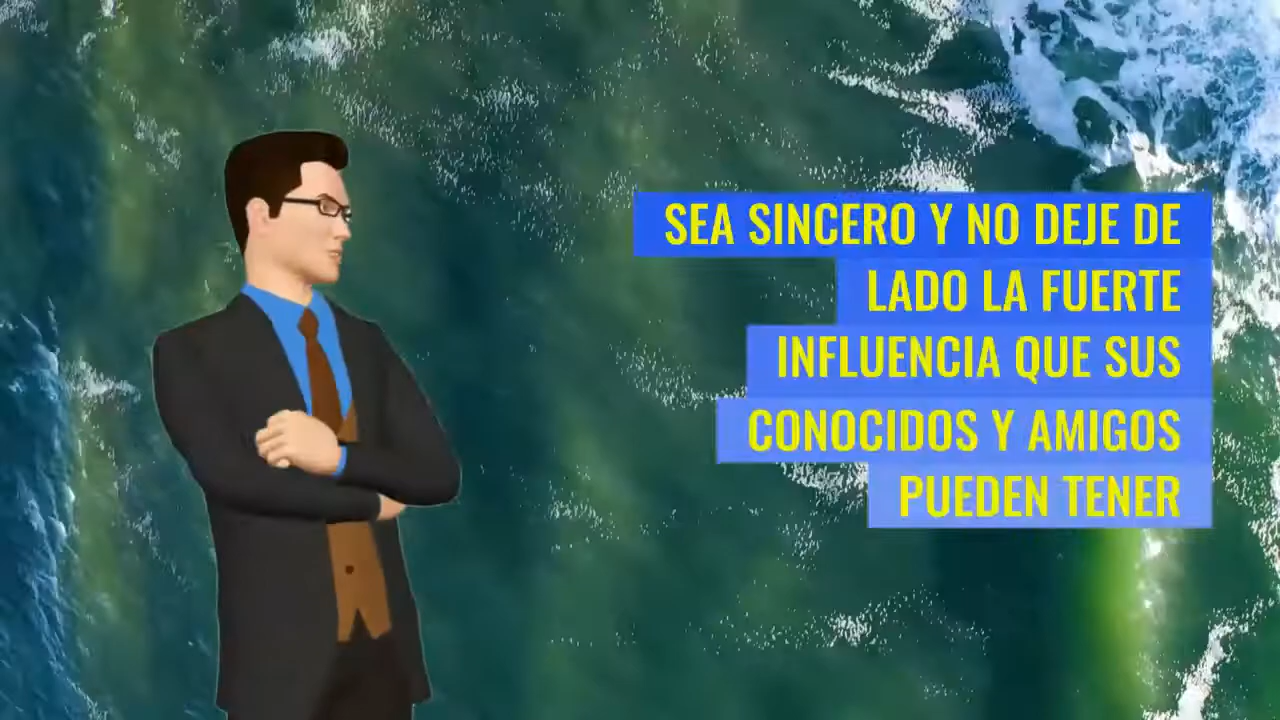 SEA SINCERO Y NO DEJE DE
LADO LA FUERTE
INFLUENCIA QUE SUS
CONOCIDOS Y AMIGOS
PUEDEN TENER